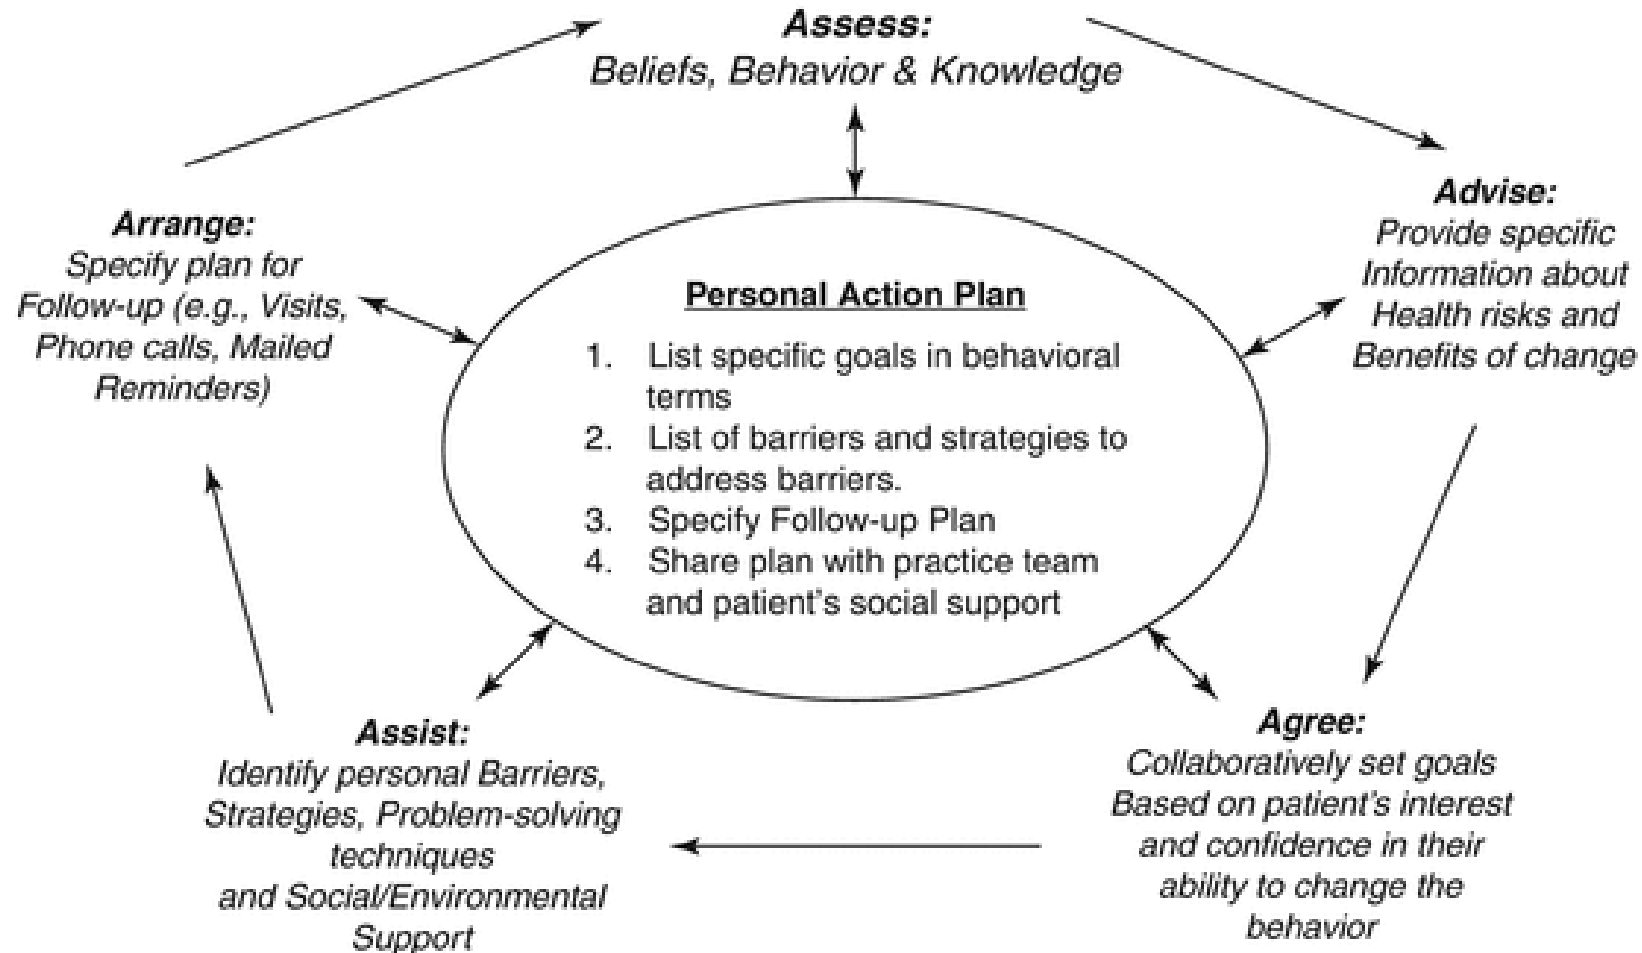 Assess:
Beliefs, Behavior & Knowledge
Advise:
Provide specific
Information about
Health risks and
Benefits of change
Agree:
Collaboratively set goals
Based on patient's interest
and confidence in their
ability to change the
behavior
Assist:
Identify personal Barriers,
Strategies, Problem-solving
techniques
and Social/Environmental
Support
Arrange:
Specify plan for
Follow-up (e.g., Visits,
Phone calls, Mailed
Reminders)
Personal Action Plan
1. List specific goals in behavioral
terms
2. List of barriers and strategies to
address barriers.
3. Specify Follow-up Plan
4. Share plan with practice team
and patient's social support